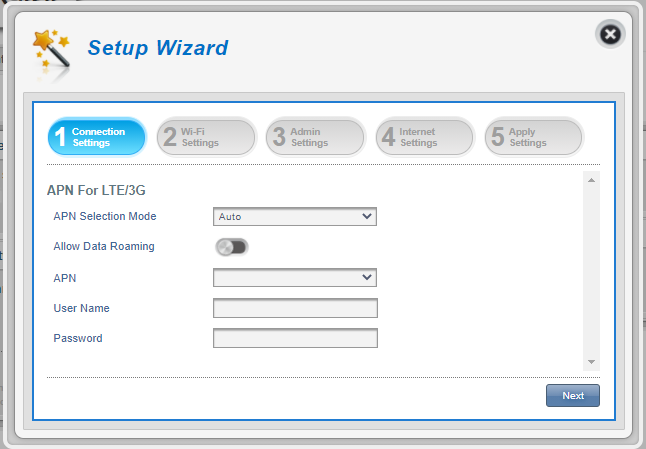 Setup Wizard
1 Connection Settings
2 Wi-Fi Settings
3 Admin Settings
4 Internet Settings
5 Apply Settings
APN For LTE/3G
APN Selection Mode Auto
Allow Data Roaming
APN
User Name
Password
Next